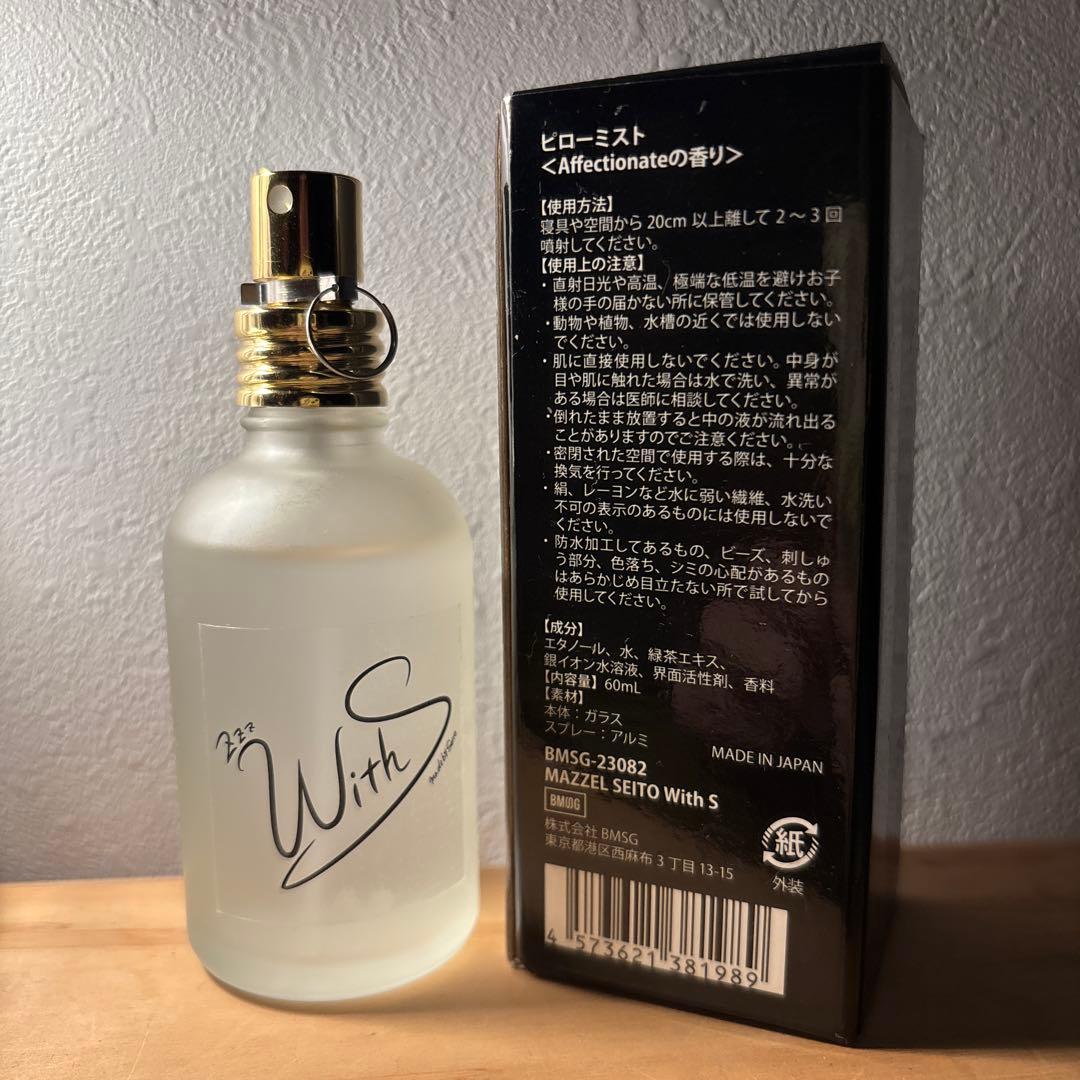 zzz
With S
made by Seito
ピローミスト
＜Affectionateの香り＞
【使用方法】
寝具や空間から 20cm 以上離して 2 ～ 3 回
噴射してください。
【使用上の注意】
・直射日光や高温、極端な低温を避けお子
様の手の届かない所に保管してください。
・動物や植物、水槽の近くでは使用しない
でください。
・肌に直接使用しないでください。中身が
目や肌に触れた場合は水で洗い、異常が
ある場合は医師に相談してください。
・倒れたまま放置すると中の液が流れ出る
ことがありますのでご注意ください。
・密閉された空間で使用する際は、十分な
換気を行ってください。
・絹、レーヨンなど水に弱い繊維、水洗い
不可の表示のあるものには使用しないで
ください。
・防水加工してあるもの、ビーズ、刺しゅ
う部分、色落ち、シミの心配があるもの
はあらかじめ目立たない所で試してから
使用してください。
【成分】
エタノール、水、緑茶エキス、
銀イオン水溶液、界面活性剤、香料
【内容量】60mL
【素材】
本体：ガラス
スプレー：アルミ
MADE IN JAPAN
BMSG-23082
MAZZEL SEITO With S
BMSG
株式会社 BMSG
東京都港区西麻布 3 丁目 13-15
紙
外装
4 573621 381989